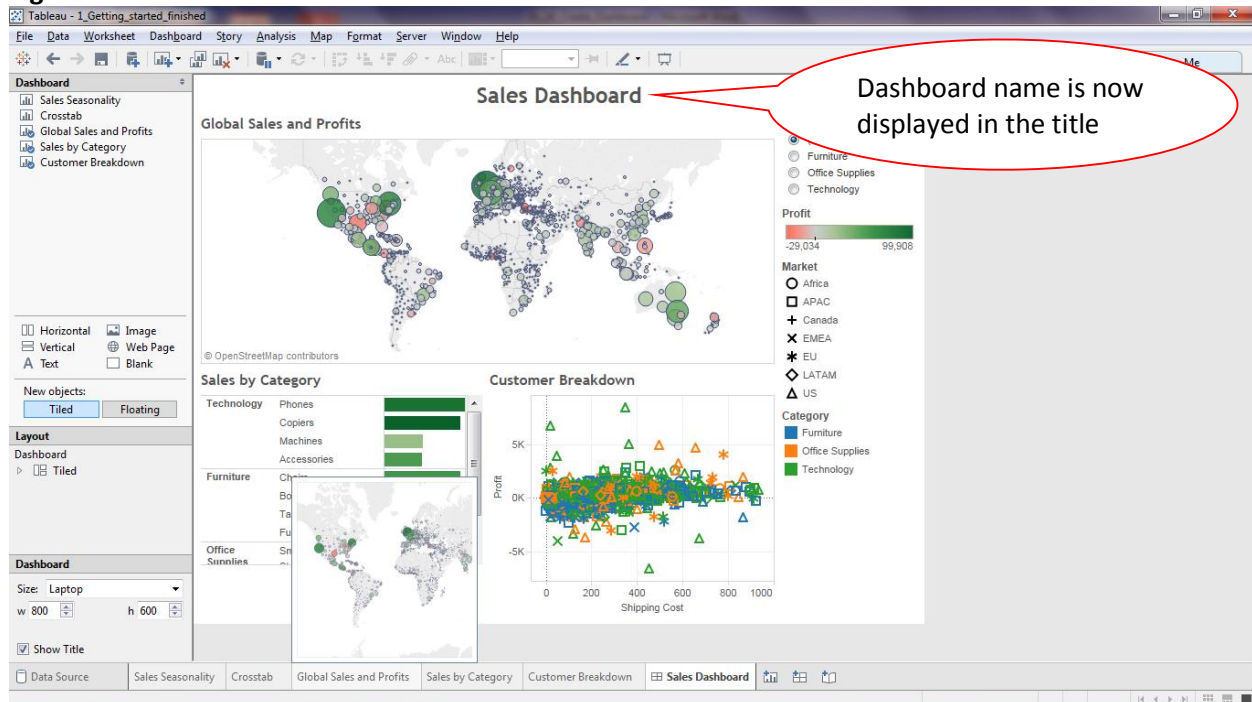 Tableau - 1_Getting_started_finished
File Data Worksheet Dashboard Story Analysis Map Format Server Window Help
Abc
Me
Dashboard
Sales Seasonality
Crosstab
Global Sales and Profits
Sales by Category
Customer Breakdown
Horizontal Image
Vertical Web Page
A Text Blank
New objects:
Tiled Floating
Layout
Dashboard
Tiled
Dashboard
Size: Laptop
w 800 h 600
Show Title
Sales Dashboard
Dashboard name is now
displayed in the title
Global Sales and Profits
© OpenStreetMap contributors
Furniture
Office Supplies
Technology
Profit
-29,034 99,908
Market
Africa
APAC
Canada
EMEA
EU
LATAM
US
Category
Furniture
Office Supplies
Technology
Sales by Category
Technology Phones
Copiers
Machines
Accessories
Furniture
Bo
Ta
Fu
Office
Supplies
Customer Breakdown
Profit
5K
0K
-5K
0 200 400 600 800 1000
Shipping Cost
Data Source Sales Seasonality Crosstab Global Sales and Profits Sales by Category Customer Breakdown Sales Dashboard